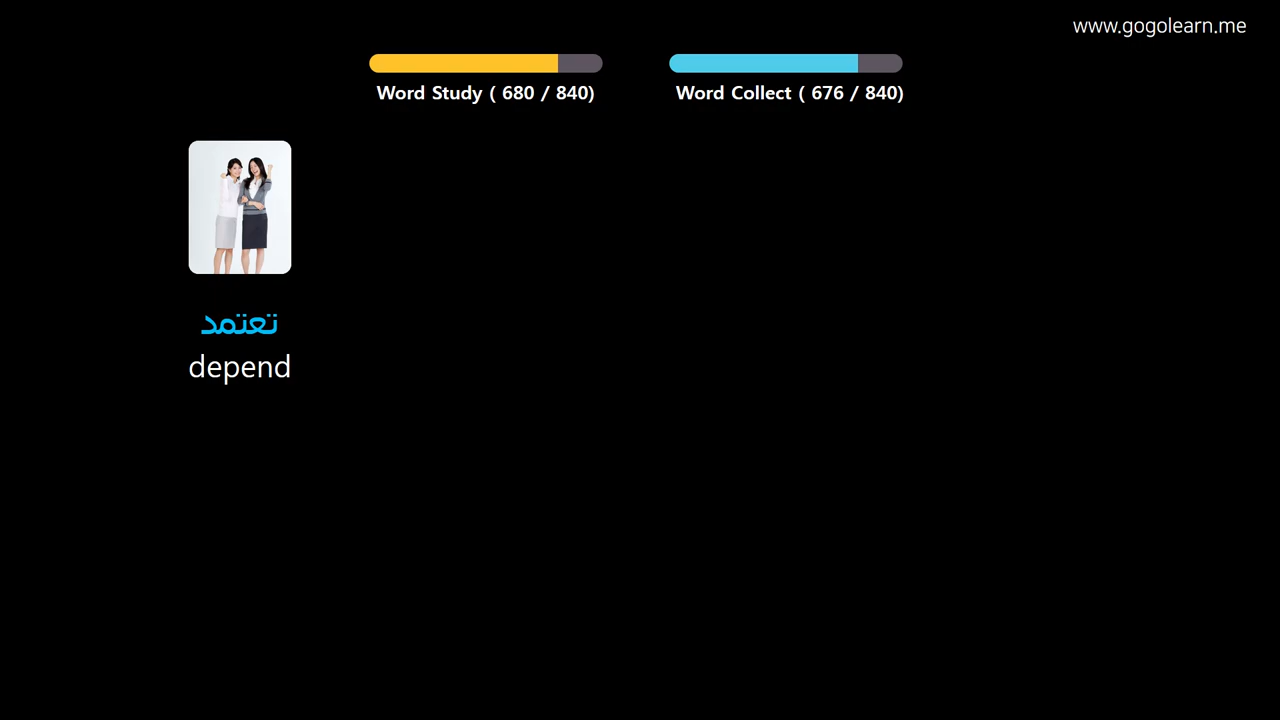 www.gogolearn.me
Word Study ( 680 / 840)
Word Collect ( 676 / 840)
تعتمد
depend